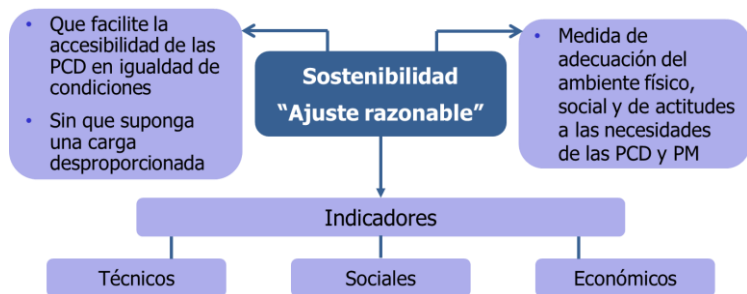 • Que facilite la
accesibilidad de las
PCD en igualdad de
condiciones
• Sin que suponga
una carga
desproporcionada
Sostenibilidad
“Ajuste razonable”
• Medida de
adecuación del
ambiente físico,
social y de actitudes
a las necesidades
de las PCD y PM
Indicadores
Técnicos
Sociales
Económicos